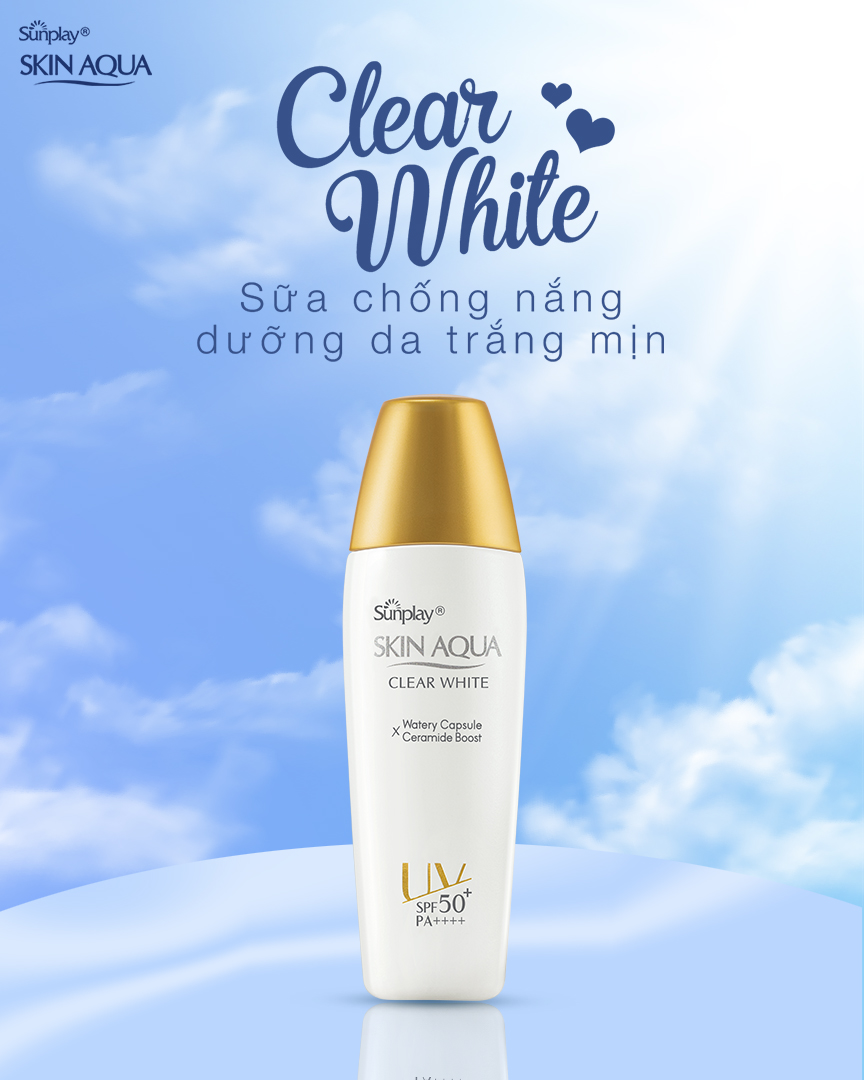 Sunplay®
SKIN AQUA
Clear
White
Sữa chống nắng
dưỡng da trắng mịn
Sunplay®
SKIN AQUA
CLEAR WHITE
X Watery Capsule
Ceramide Boost
UV
SPF50+
PA++++